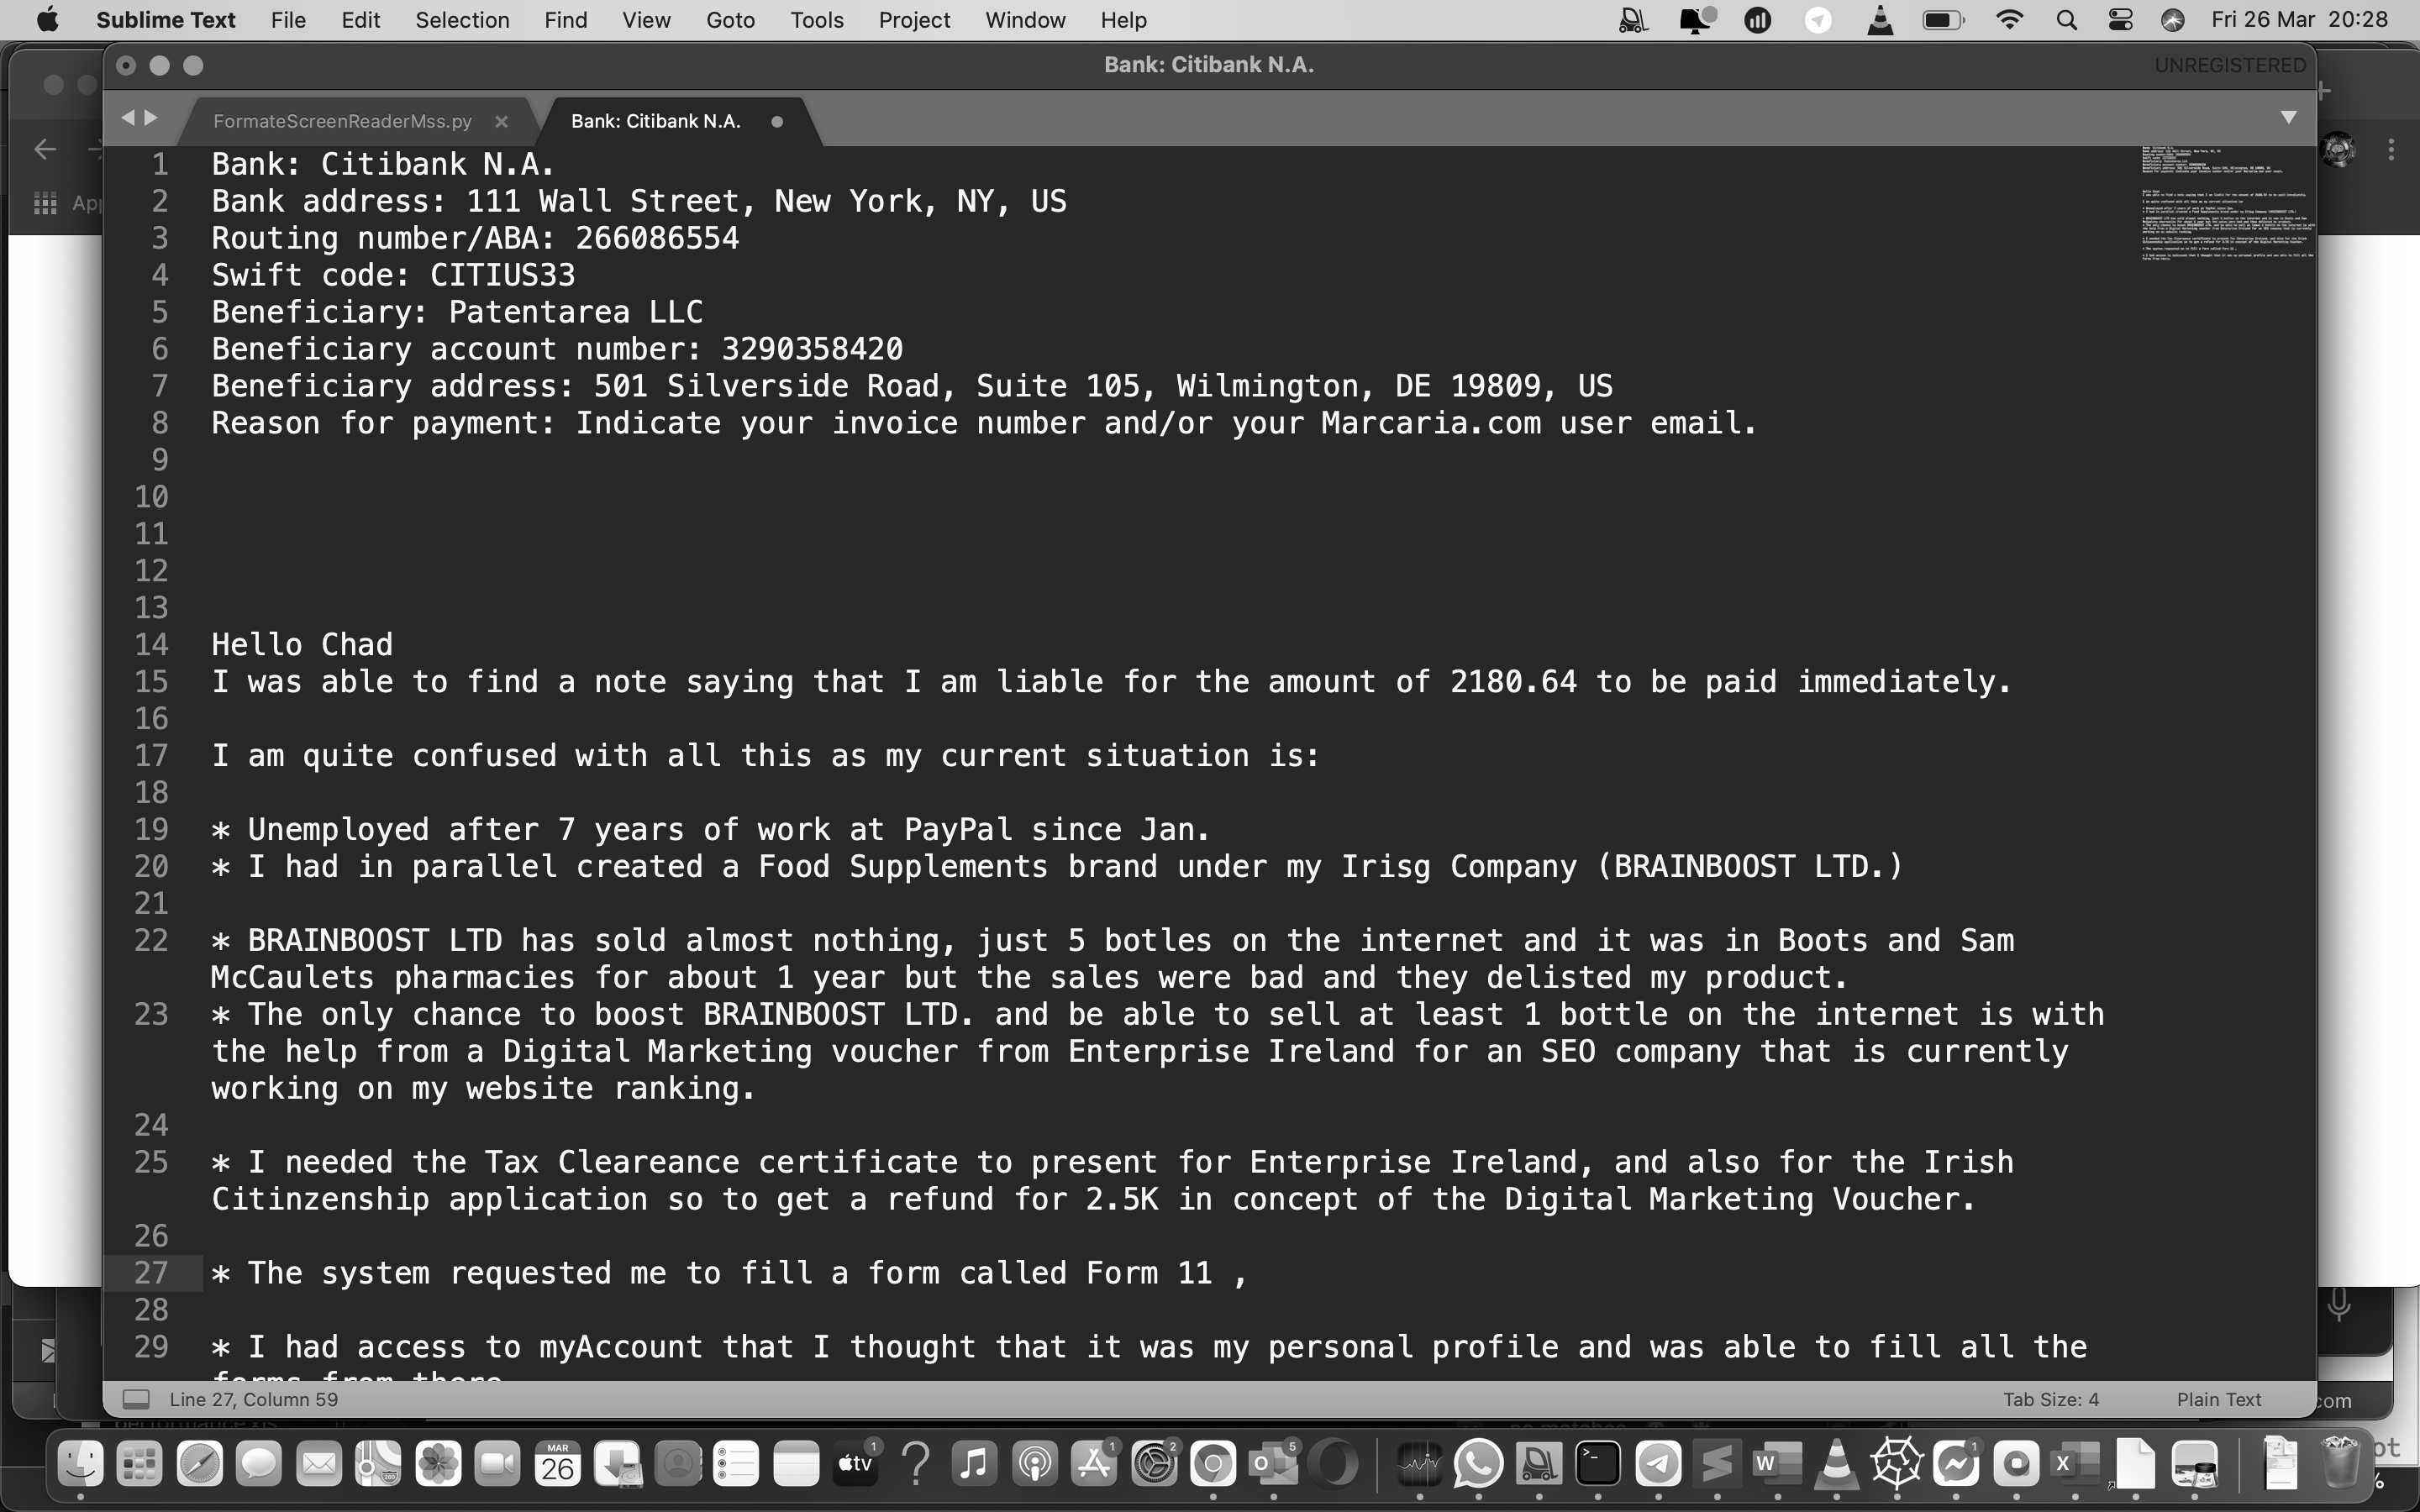 Sublime Text File Edit Selection Find View Goto Tools Project Window Help Fri 26 Mar 20:28
Bank: Citibank N.A. UNREGISTERED
FormateScreenReaderMss.py Bank: Citibank N.A.
App
1 Bank: Citibank N.A.
2 Bank address: 111 Wall Street, New York, NY, US
3 Routing number/ABA: 266086554
4 Swift code: CITIUS33
5 Beneficiary: Patentarea LLC
6 Beneficiary account number: 3290358420
7 Beneficiary address: 501 Silverside Road, Suite 105, Wilmington, DE 19809, US
8 Reason for payment: Indicate your invoice number and/or your Marcaria.com user email.
9
10
11
12
13
14 Hello Chad
15 I was able to find a note saying that I am liable for the amount of 2180.64 to be paid immediately.
16
17 I am quite confused with all this as my current situation is:
18
19 * Unemployed after 7 years of work at PayPal since Jan.
20 * I had in parallel created a Food Supplements brand under my Irisg Company (BRAINBOOST LTD.)
21
22 * BRAINBOOST LTD has sold almost nothing, just 5 botles on the internet and it was in Boots and Sam
McCaulets pharmacies for about 1 year but the sales were bad and they delisted my product.
23 * The only chance to boost BRAINBOOST LTD. and be able to sell at least 1 bottle on the internet is with
the help from a Digital Marketing voucher from Enterprise Ireland for an SEO company that is currently
working on my website ranking.
24
25 * I needed the Tax Cleareance certificate to present for Enterprise Ireland, and also for the Irish
Citinzenship application so to get a refund for 2.5K in concept of the Digital Marketing Voucher.
26
27 * The system requested me to fill a form called Form 11 ,
28
29 * I had access to myAccount that I thought that it was my personal profile and was able to fill all the
forms from there
Line 27, Column 59 Tab Size: 4 Plain Text
com
MAR
26
tv 1
1
2
5
1